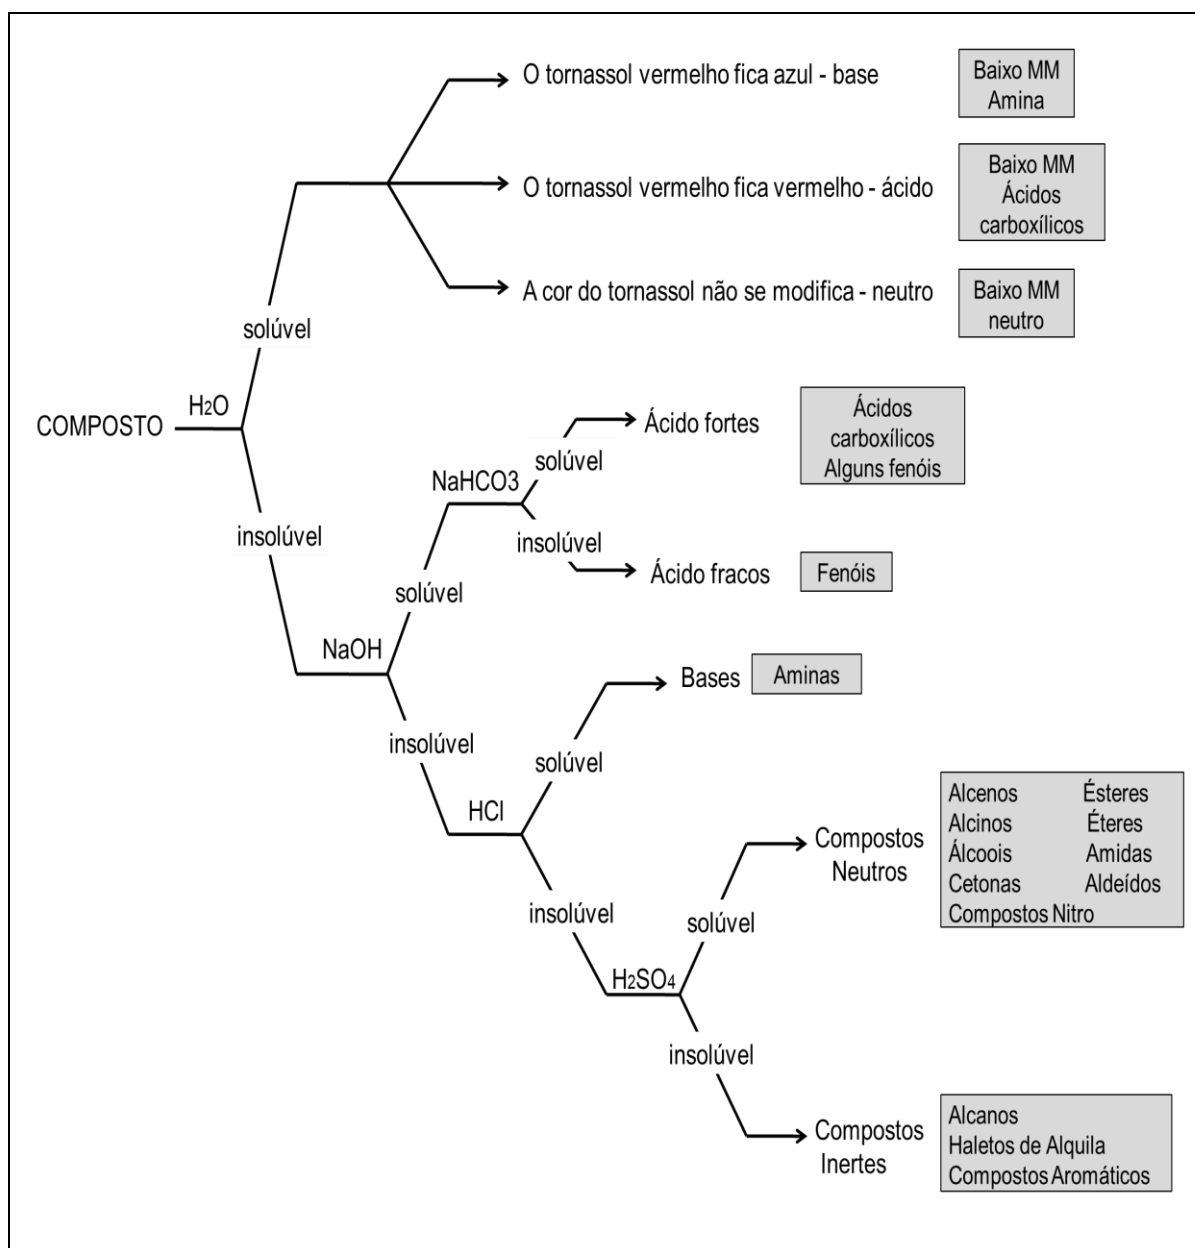 O tornassol vermelho fica azul - base
Baixo MM
Amina
O tornassol vermelho fica vermelho - ácido
Baixo MM
Ácidos
carboxílicos
A cor do tornassol não se modifica - neutro
Baixo MM
neutro
solúvel
COMPOSTO
H2O
insolúvel
NaHCO3
solúvel
Ácido fortes
Ácidos
carboxílicos
Alguns fenóis
insolúvel
Ácido fracos
Fenóis
NaOH
solúvel
insolúvel
HCl
solúvel
Bases
Aminas
insolúvel
H2SO4
solúvel
Compostos
Neutros
Alcenos Ésteres
Alcinos Éteres
Álcoois Amidas
Cetonas Aldeídos
Compostos Nitro
insolúvel
Compostos
Inertes
Alcanos
Haletos de Alquila
Compostos Aromáticos